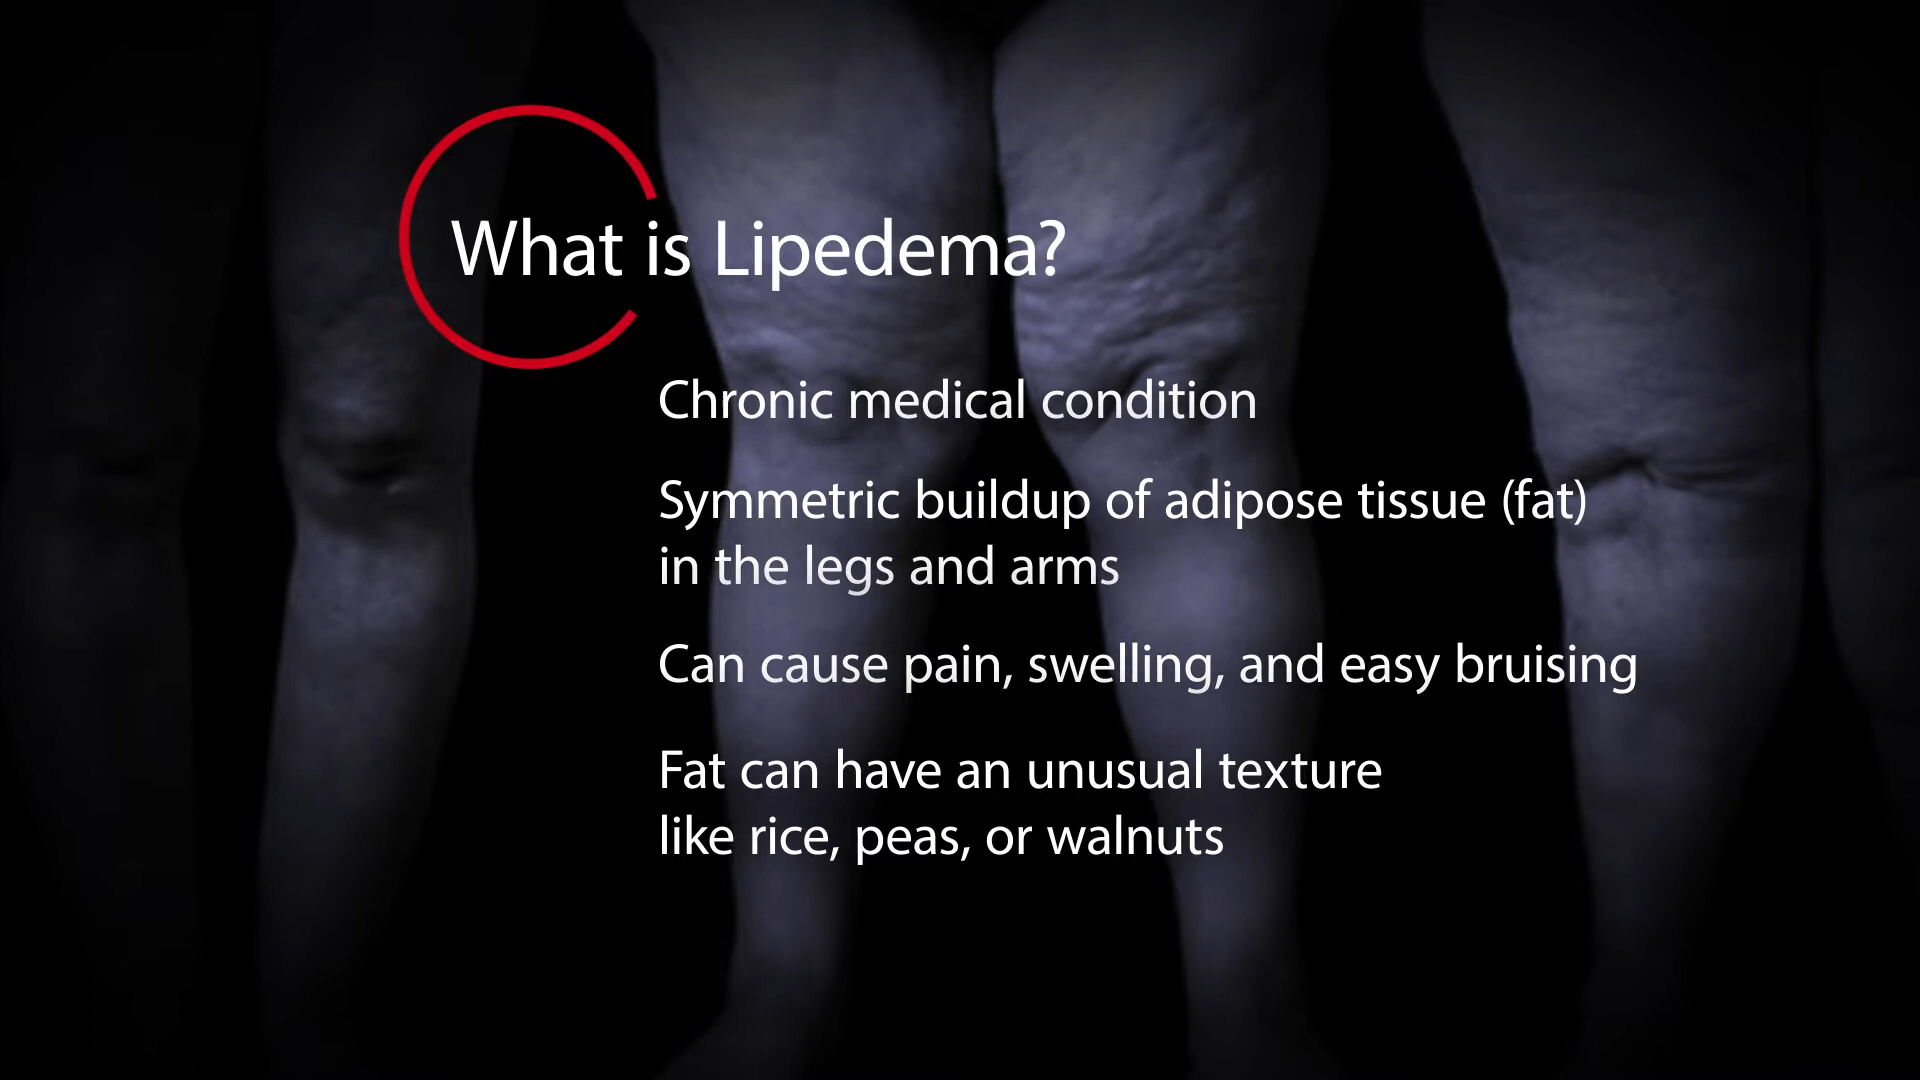 What is Lipedema?
Chronic medical condition
Symmetric buildup of adipose tissue (fat)
in the legs and arms
Can cause pain, swelling, and easy bruising
Fat can have an unusual texture
like rice, peas, or walnuts